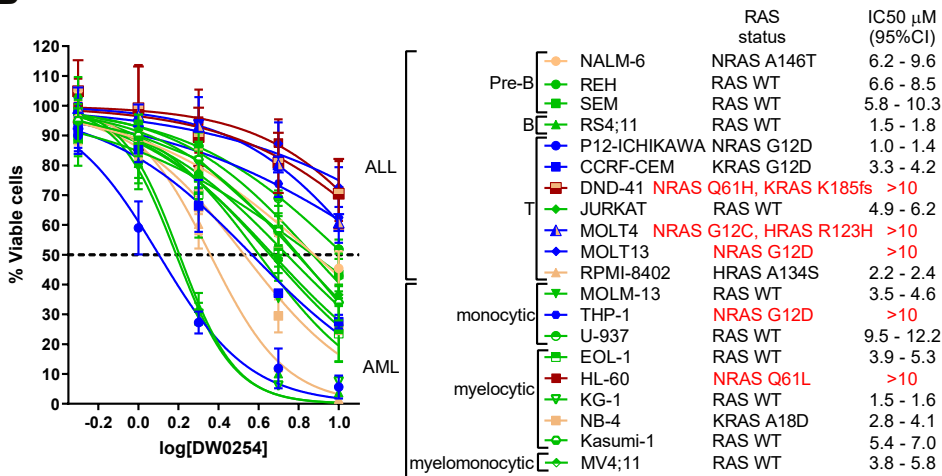 RAS status
IC50 μM (95%CI)
% Viable cells
120
110
100
90
80
70
60
50
40
30
20
10
0
-0.2 0.0 0.2 0.4 0.6 0.8 1.0
log[DW0254]
ALL
AML
Pre-B
NALM-6 NRAS A146T 6.2 - 9.6
REH RAS WT 6.6 - 8.5
SEM RAS WT 5.8 - 10.3
B
RS4;11 RAS WT 1.5 - 1.8
T
P12-ICHIKAWA NRAS G12D 1.0 - 1.4
CCRF-CEM KRAS G12D 3.3 - 4.2
DND-41 NRAS Q61H, KRAS K185fs >10
JURKAT RAS WT 4.9 - 6.2
MOLT4 NRAS G12C, HRAS R123H >10
MOLT13 NRAS G12D >10
RPMI-8402 HRAS A134S 2.2 - 2.4
monocytic
MOLM-13 RAS WT 3.5 - 4.6
THP-1 NRAS G12D >10
U-937 RAS WT 9.5 - 12.2
myelocytic
EOL-1 RAS WT 3.9 - 5.3
HL-60 NRAS Q61L >10
KG-1 RAS WT 1.5 - 1.6
NB-4 KRAS A18D 2.8 - 4.1
Kasumi-1 RAS WT 5.4 - 7.0
myelomonocytic
MV4;11 RAS WT 3.8 - 5.8